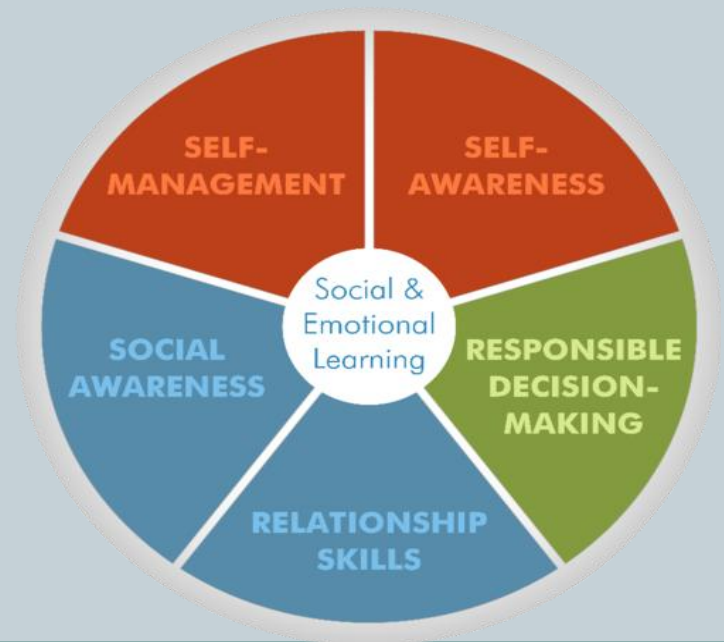 SELF-
MANAGEMENT
SELF-
AWARENESS
Social &
Emotional
Learning
SOCIAL
AWARENESS
RESPONSIBLE
DECISION-
MAKING
RELATIONSHIP
SKILLS